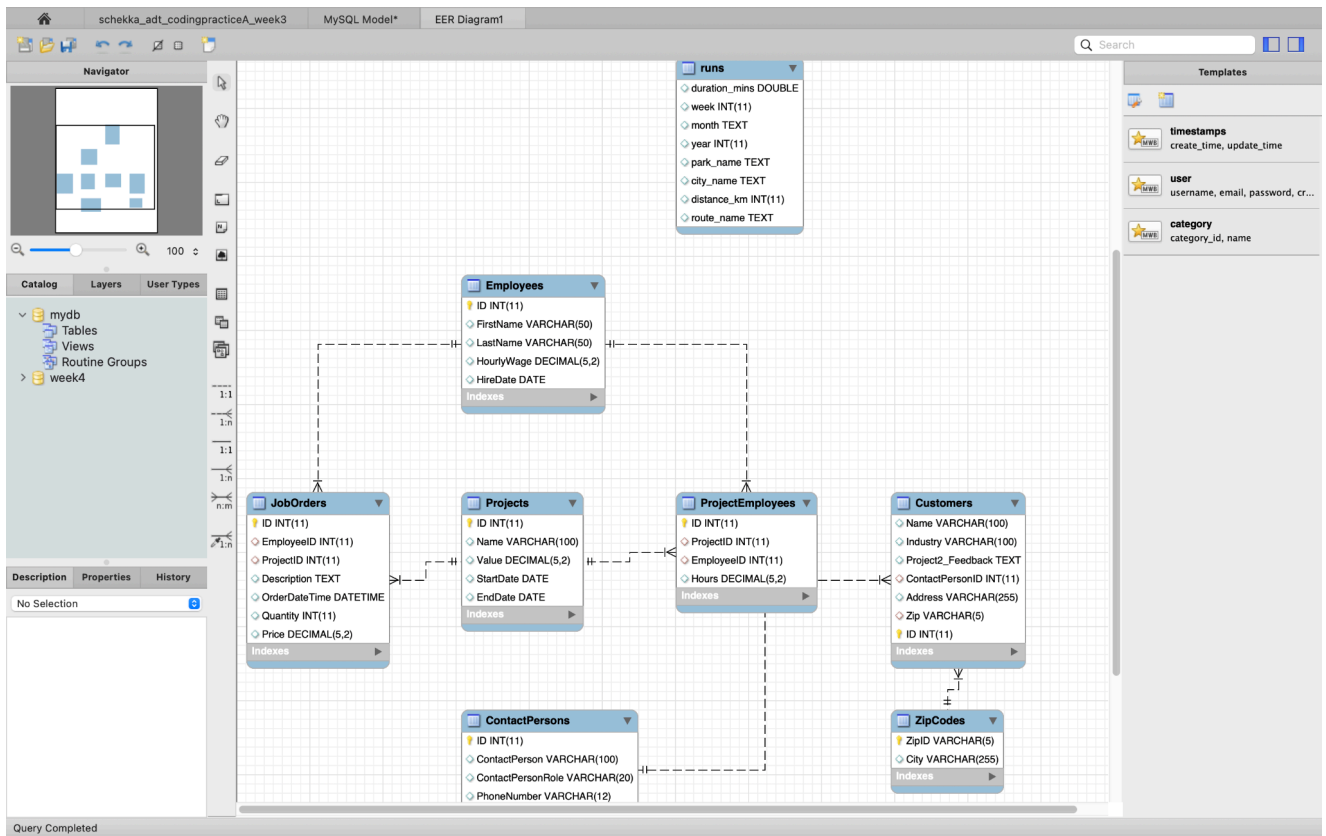 schekka_adt_codingpracticeA_week3
MySQL Model*
EER Diagram1
Search
Navigator
100
Catalog
Layers
User Types
mydb
Tables
Views
Routine Groups
week4
Description
Properties
History
No Selection
1:1
1:n
1:1
1:n
n:m
1:n
runs
duration_mins DOUBLE
week INT(11)
month TEXT
year INT(11)
park_name TEXT
city_name TEXT
distance_km INT(11)
route_name TEXT
Employees
ID INT(11)
FirstName VARCHAR(50)
LastName VARCHAR(50)
HourlyWage DECIMAL(5,2)
HireDate DATE
Indexes
JobOrders
ID INT(11)
EmployeeID INT(11)
ProjectID INT(11)
Description TEXT
OrderDateTime DATETIME
Quantity INT(11)
Price DECIMAL(5,2)
Indexes
Projects
ID INT(11)
Name VARCHAR(100)
Value DECIMAL(5,2)
StartDate DATE
EndDate DATE
Indexes
ProjectEmployees
ID INT(11)
ProjectID INT(11)
EmployeeID INT(11)
Hours DECIMAL(5,2)
Indexes
Customers
Name VARCHAR(100)
Industry VARCHAR(100)
Project2_Feedback TEXT
ContactPersonID INT(11)
Address VARCHAR(255)
Zip VARCHAR(5)
ID INT(11)
Indexes
ContactPersons
ID INT(11)
ContactPerson VARCHAR(100)
ContactPersonRole VARCHAR(20)
PhoneNumber VARCHAR(12)
ZipCodes
ZipID VARCHAR(5)
City VARCHAR(255)
Indexes
Templates
MWB
timestamps
create_time, update_time
MWB
user
username, email, password, cr...
MWB
category
category_id, name
Query Completed